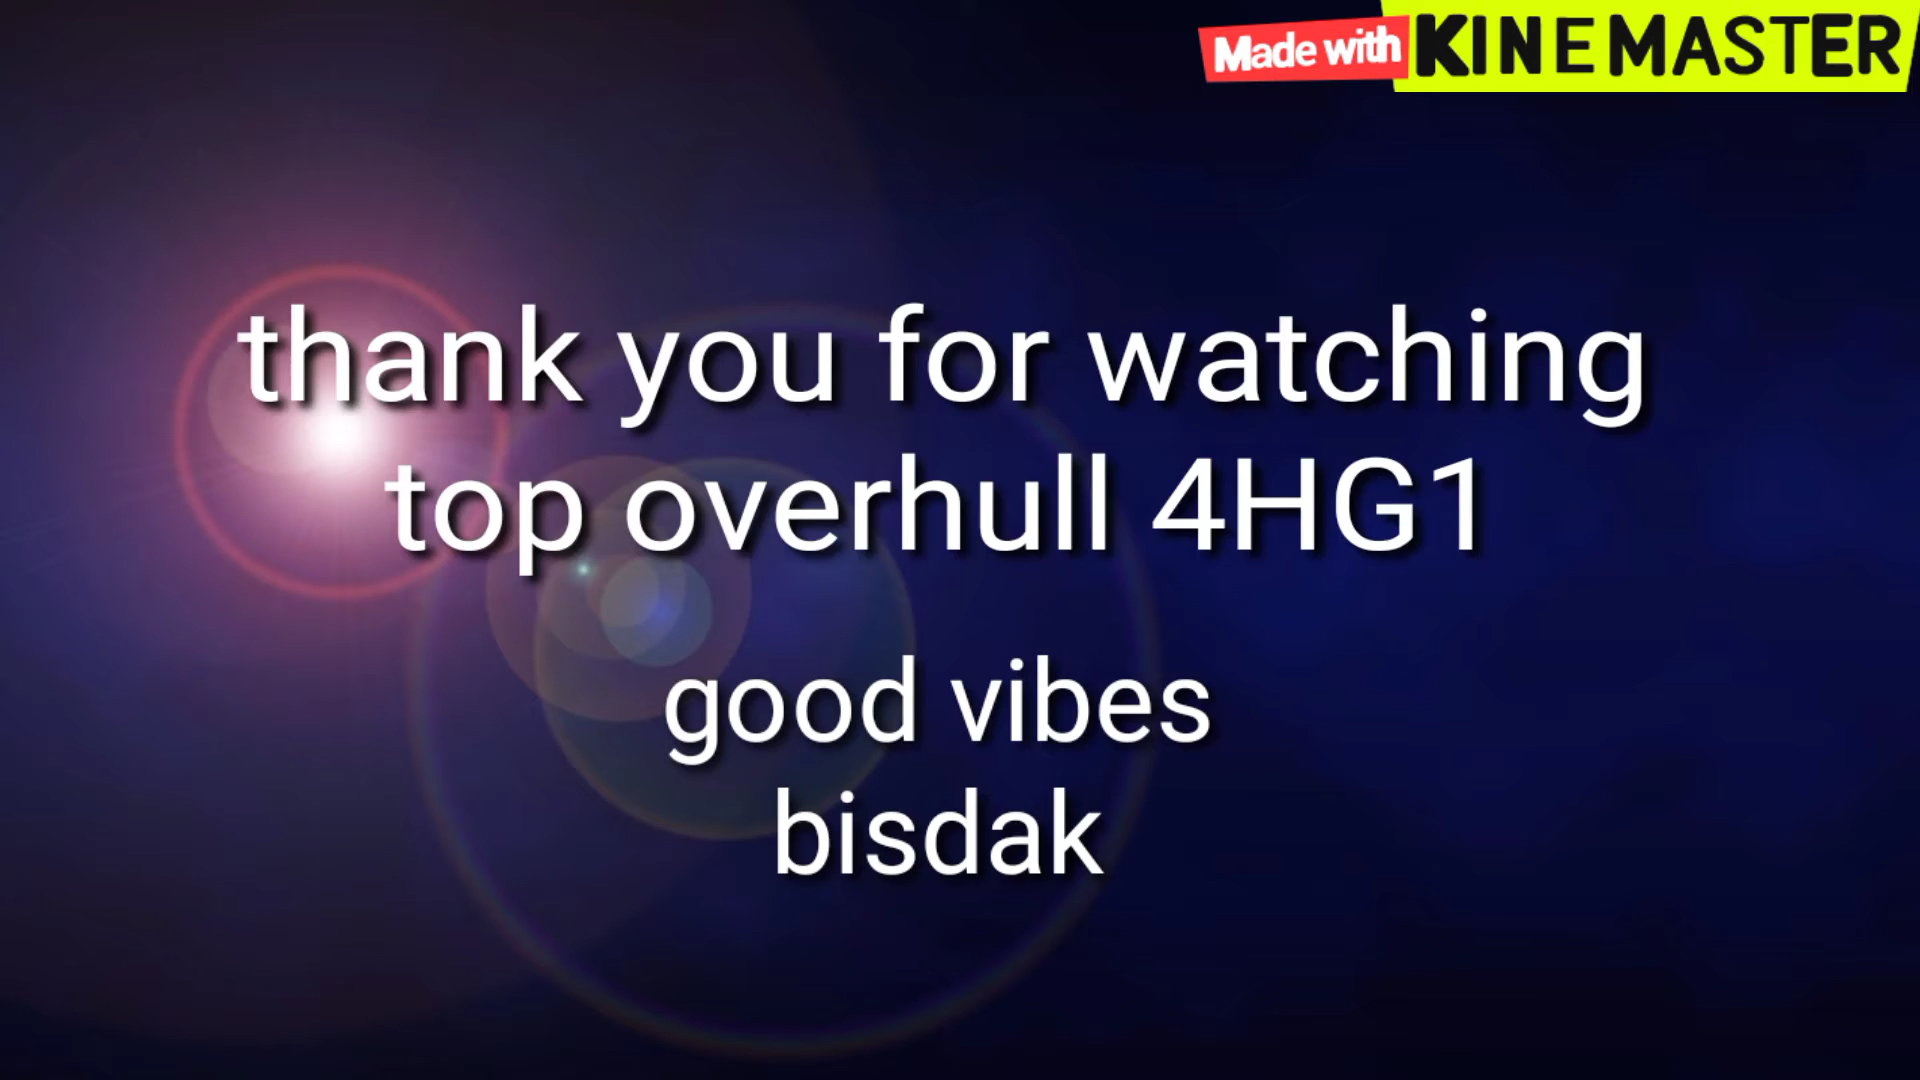 Made with KINEMASTER
thank you for watching
top overhull 4HG1
good vibes
bisdak